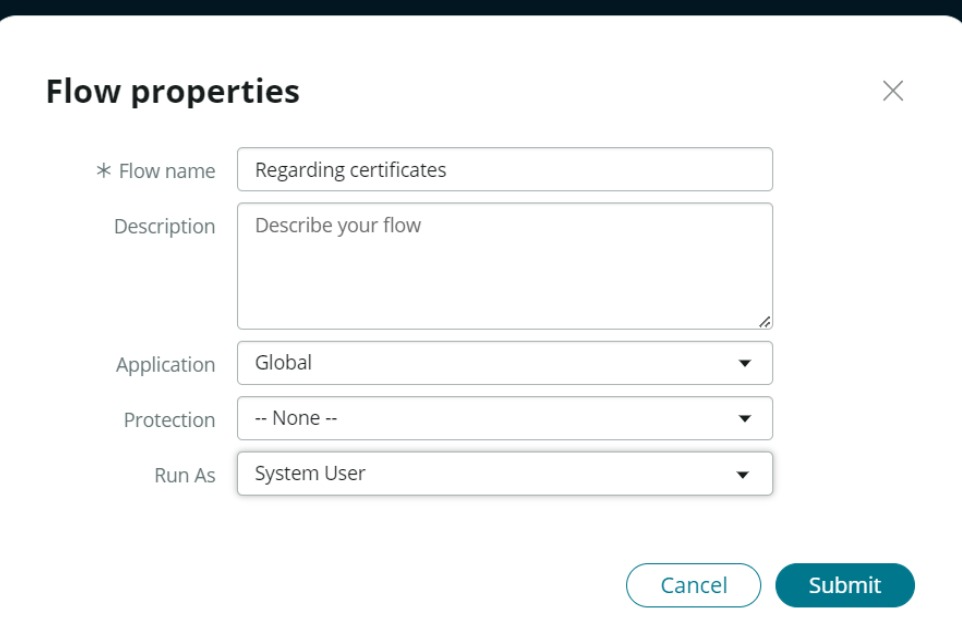 Flow properties
* Flow name Regarding certificates
Description Describe your flow
Application Global
Protection -- None --
Run As System User
Cancel Submit